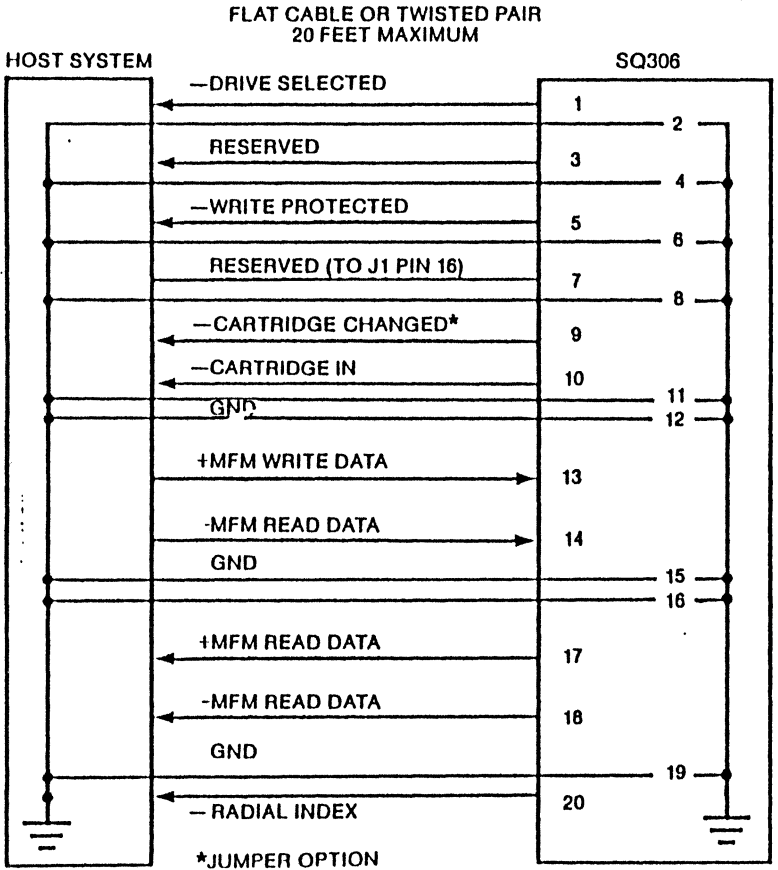 FLAT CABLE OR TWISTED PAIR
20 FEET MAXIMUM
HOST SYSTEM
SQ306
—DRIVE SELECTED
1
2
RESERVED
3
4
—WRITE PROTECTED
5
6
RESERVED (TO J1 PIN 16)
7
8
—CARTRIDGE CHANGED*
9
—CARTRIDGE IN
10
11
GND
12
+MFM WRITE DATA
13
-MFM READ DATA
14
GND
15
16
+MFM READ DATA
17
-MFM READ DATA
18
GND
19
20
— RADIAL INDEX
*JUMPER OPTION